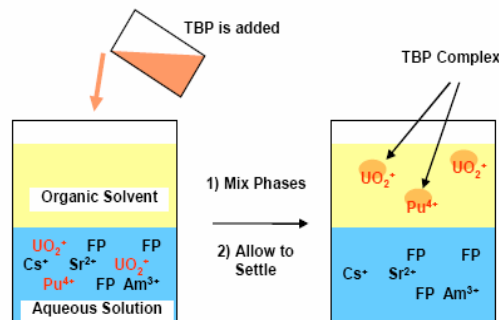 TBP is added
TBP Complex
Organic Solvent
UO₂⁺ FP FP
Cs⁺ Sr²⁺ UO₂⁺
Pu⁴⁺ FP Am³⁺
Aqueous Solution
1) Mix Phases
2) Allow to
Settle
UO₂⁺
UO₂⁺
Pu⁴⁺
FP FP
Cs⁺ Sr²⁺
FP Am³⁺